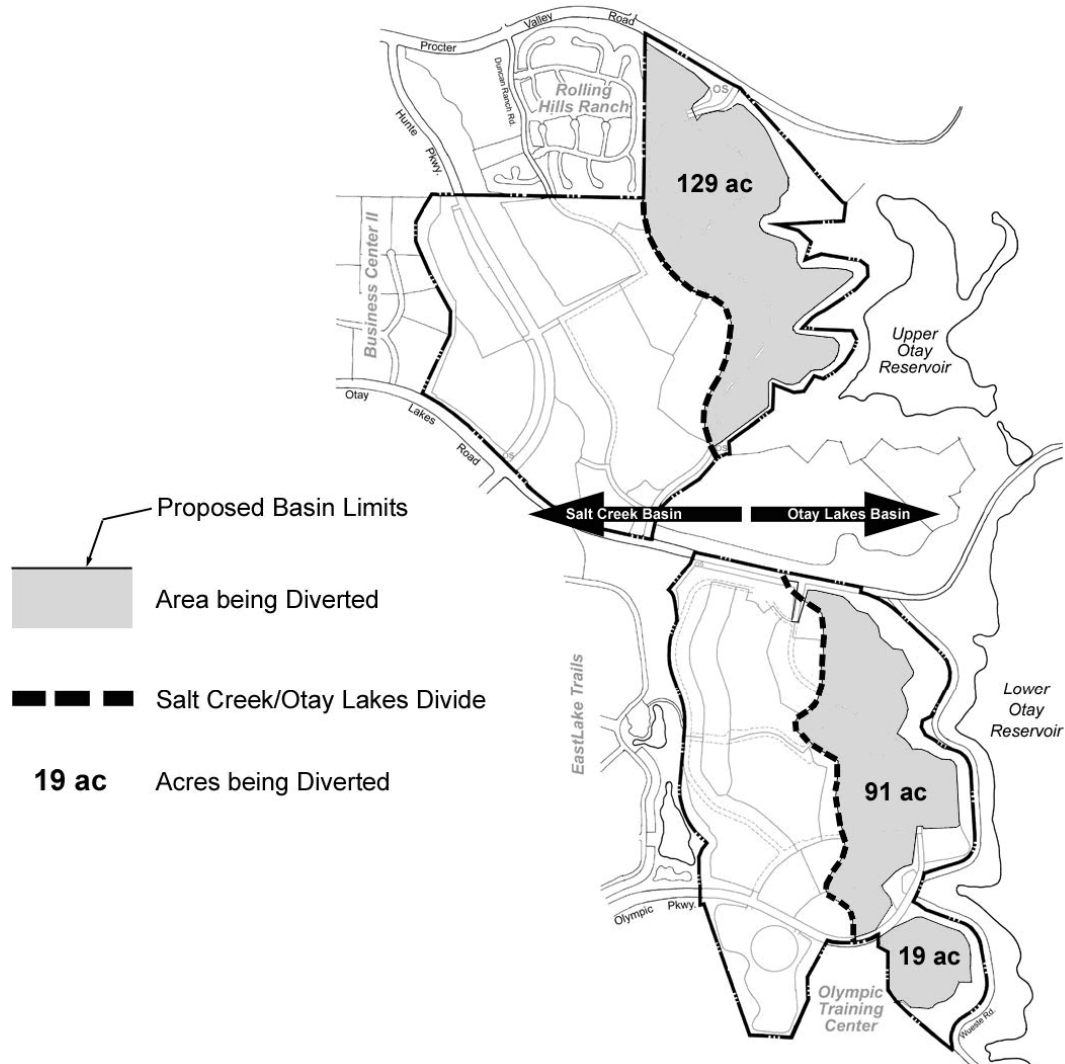 Procter
Valley
Road
Hunte
Pkwy.
Duncan Ranch Rd.
Rolling
Hills Ranch
OS
129 ac
Business Center II
Upper
Otay
Reservoir
Otay
Lakes
Road
OS
OS
Salt Creek Basin
Otay Lakes Basin
Proposed Basin Limits
Area being Diverted
Salt Creek/Otay Lakes Divide
19 ac
Acres being Diverted
EastLake Trails
Lower
Otay
Reservoir
91 ac
Olympic
Pkwy.
19 ac
Olympic
Training
Center
Wueste Rd.